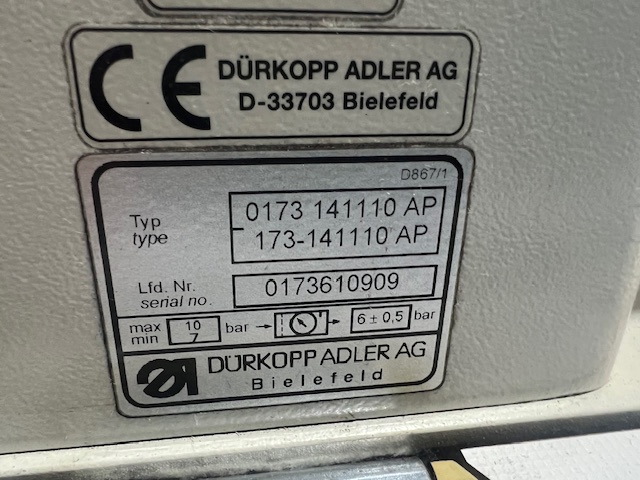 CE DÜRKOPP ADLER AG
D-33703 Bielefeld
D867/1
Typ
type
0173 141110 AP
173-141110 AP
Lfd. Nr.
serial no.
0173610909
max 10 bar → → 6 ± 0,5 bar
min 7
DÜRKOPP ADLER AG
Bielefeld